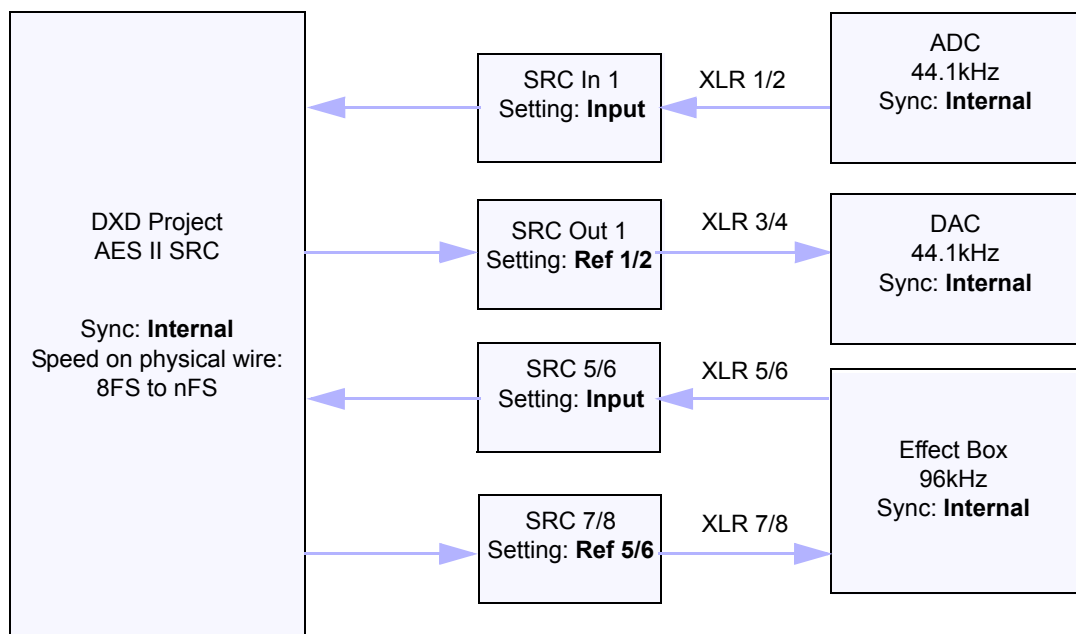 DXD Project
AES II SRC
Sync: Internal
Speed on physical wire:
8FS to nFS
SRC In 1
Setting: Input
XLR 1/2
ADC
44.1kHz
Sync: Internal
SRC Out 1
Setting: Ref 1/2
XLR 3/4
DAC
44.1kHz
Sync: Internal
SRC 5/6
Setting: Input
XLR 5/6
SRC 7/8
Setting: Ref 5/6
XLR 7/8
Effect Box
96kHz
Sync: Internal